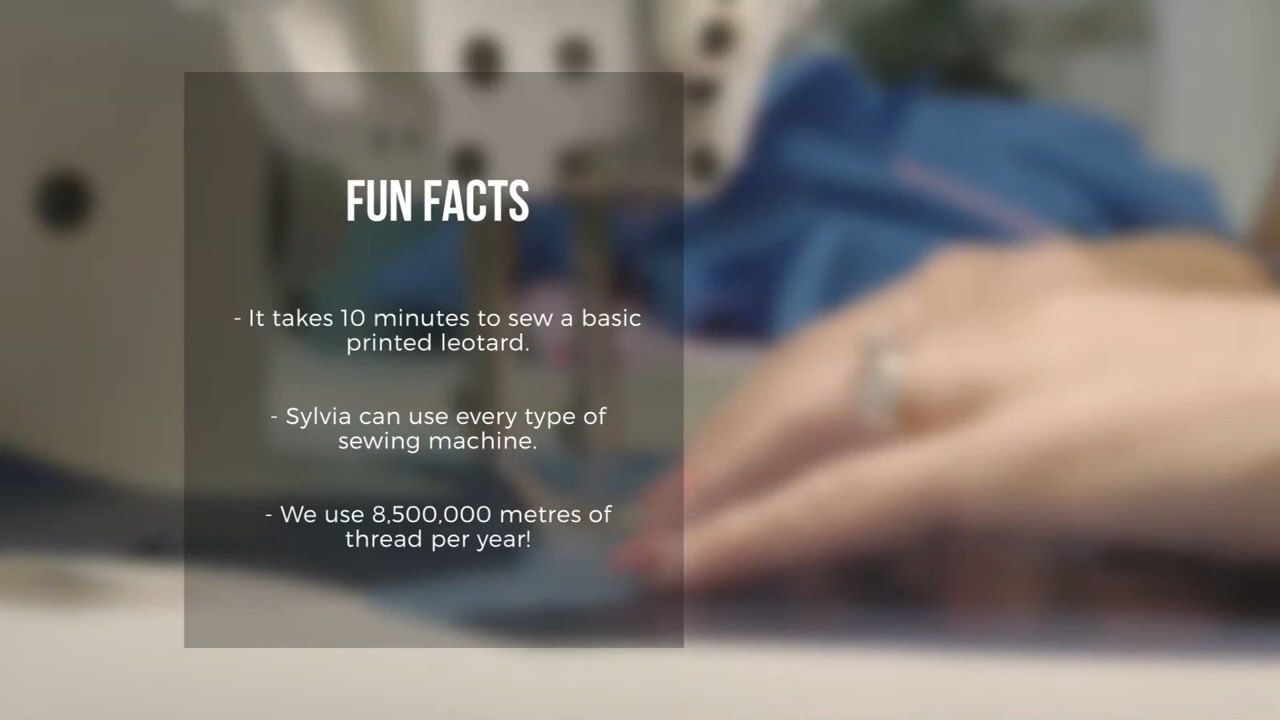 FUN FACTS
- It takes 10 minutes to sew a basic
printed leotard.
- Sylvia can use every type of
sewing machine.
- We use 8,500,000 metres of
thread per year!